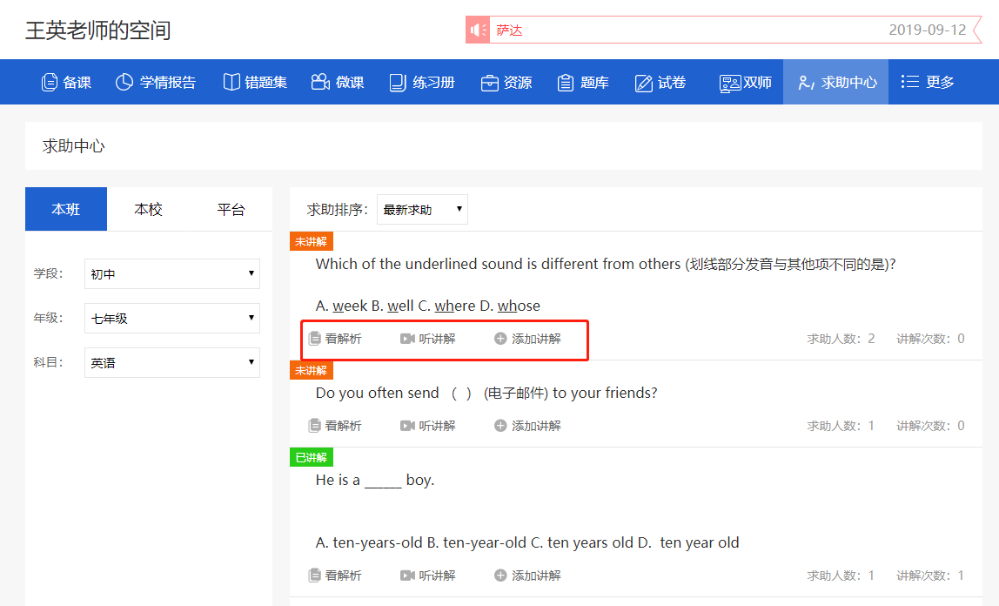 王英老师的空间
萨达 2019-09-12
备课 学情报告 错题集 微课 练习册 资源 题库 试卷 双师 求助中心 更多
求助中心
本班 本校 平台
学段： 初中
年级： 七年级
科目： 英语
求助排序： 最新求助
未讲解
Which of the underlined sound is different from others (划线部分发音与其他项不同的是)?
A. week B. well C. where D. whose
看解析 听讲解 添加讲解 求助人数：2 讲解次数：0
未讲解
Do you often send （ ） (电子邮件) to your friends?
看解析 听讲解 添加讲解 求助人数：1 讲解次数：0
已讲解
He is a ______ boy.
A. ten-years-old B. ten-year-old C. ten years old D. ten year old
看解析 听讲解 添加讲解 求助人数：1 讲解次数：1